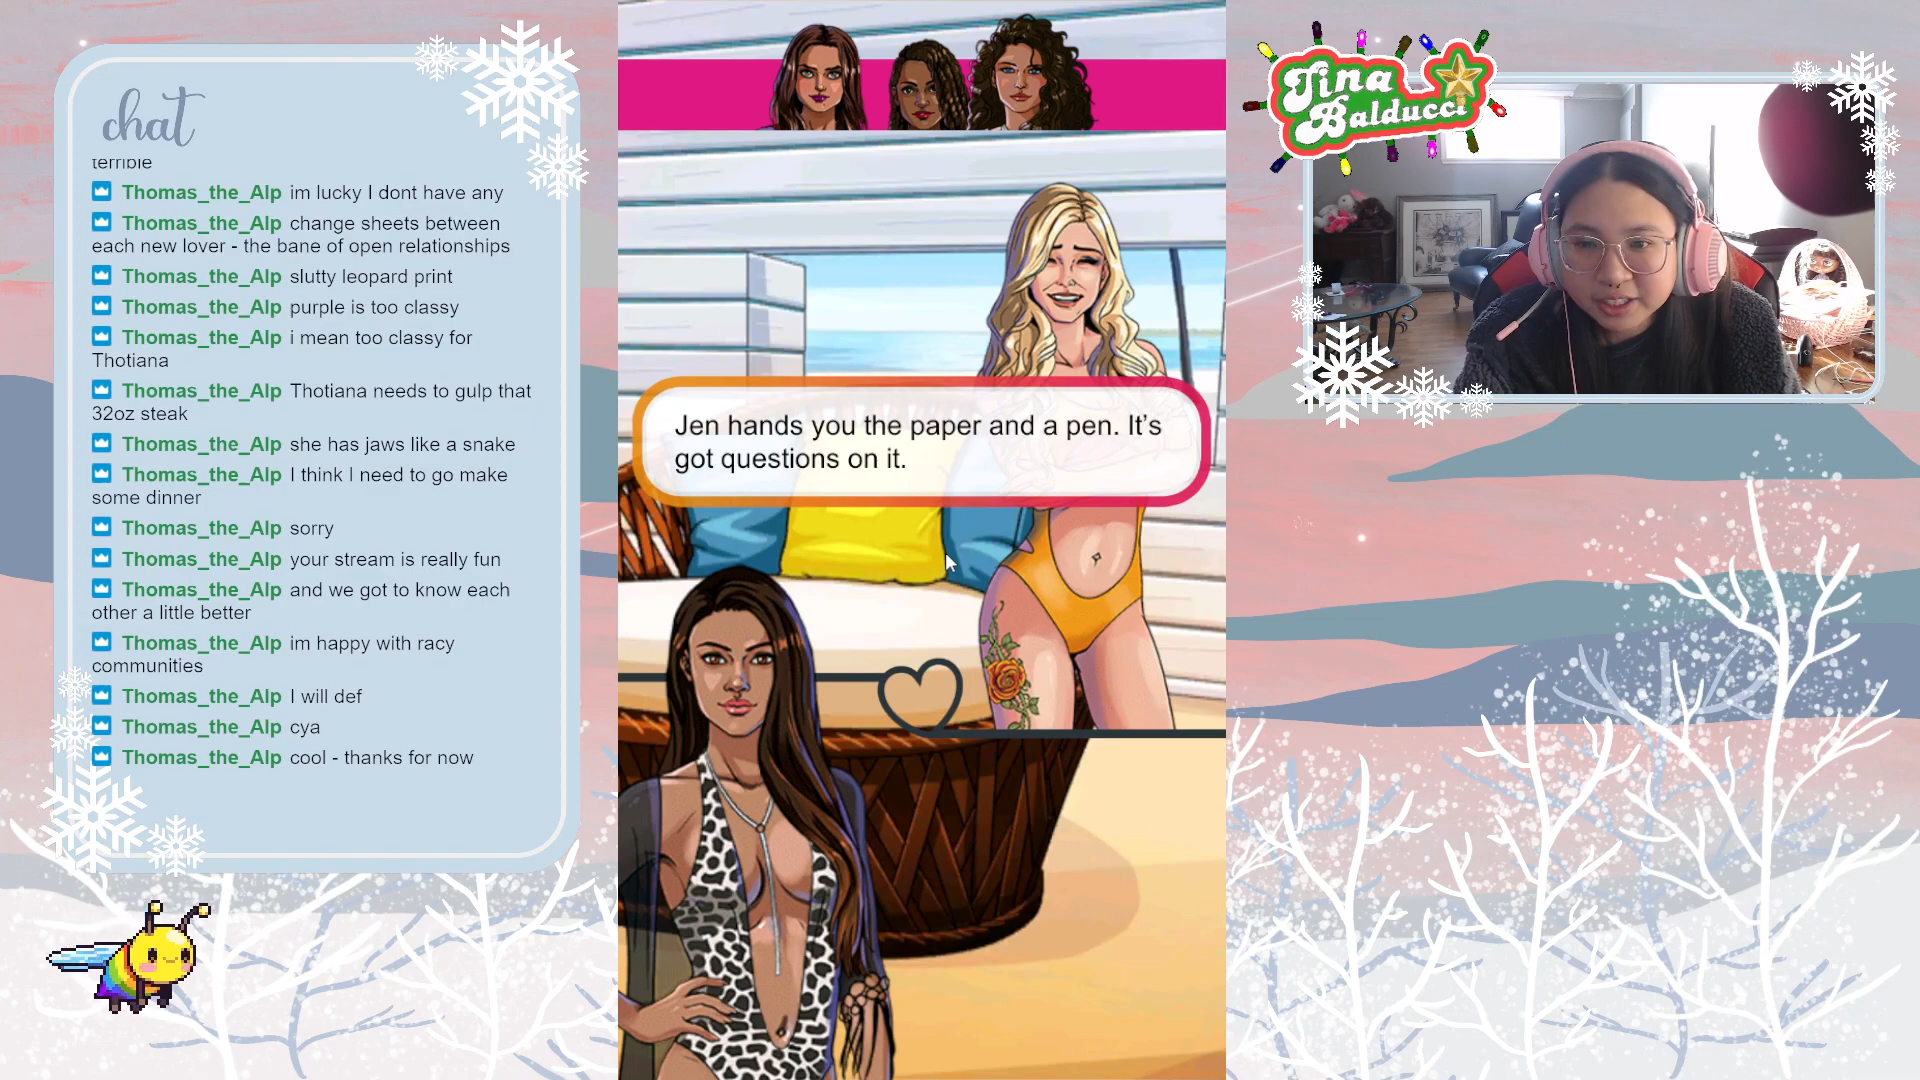 chat
terrible
Thomas_the_Alp im lucky I dont have any
Thomas_the_Alp change sheets between
each new lover - the bane of open relationships
Thomas_the_Alp slutty leopard print
Thomas_the_Alp purple is too classy
Thomas_the_Alp i mean too classy for
Thotiana
Thomas_the_Alp Thotiana needs to gulp that
32oz steak
Thomas_the_Alp she has jaws like a snake
Thomas_the_Alp I think I need to go make
some dinner
Thomas_the_Alp sorry
Thomas_the_Alp your stream is really fun
Thomas_the_Alp and we got to know each
other a little better
Thomas_the_Alp im happy with racy
communities
Thomas_the_Alp I will def
Thomas_the_Alp cya
Thomas_the_Alp cool - thanks for now
Jen hands you the paper and a pen. It’s
got questions on it.
Tina
Balducci